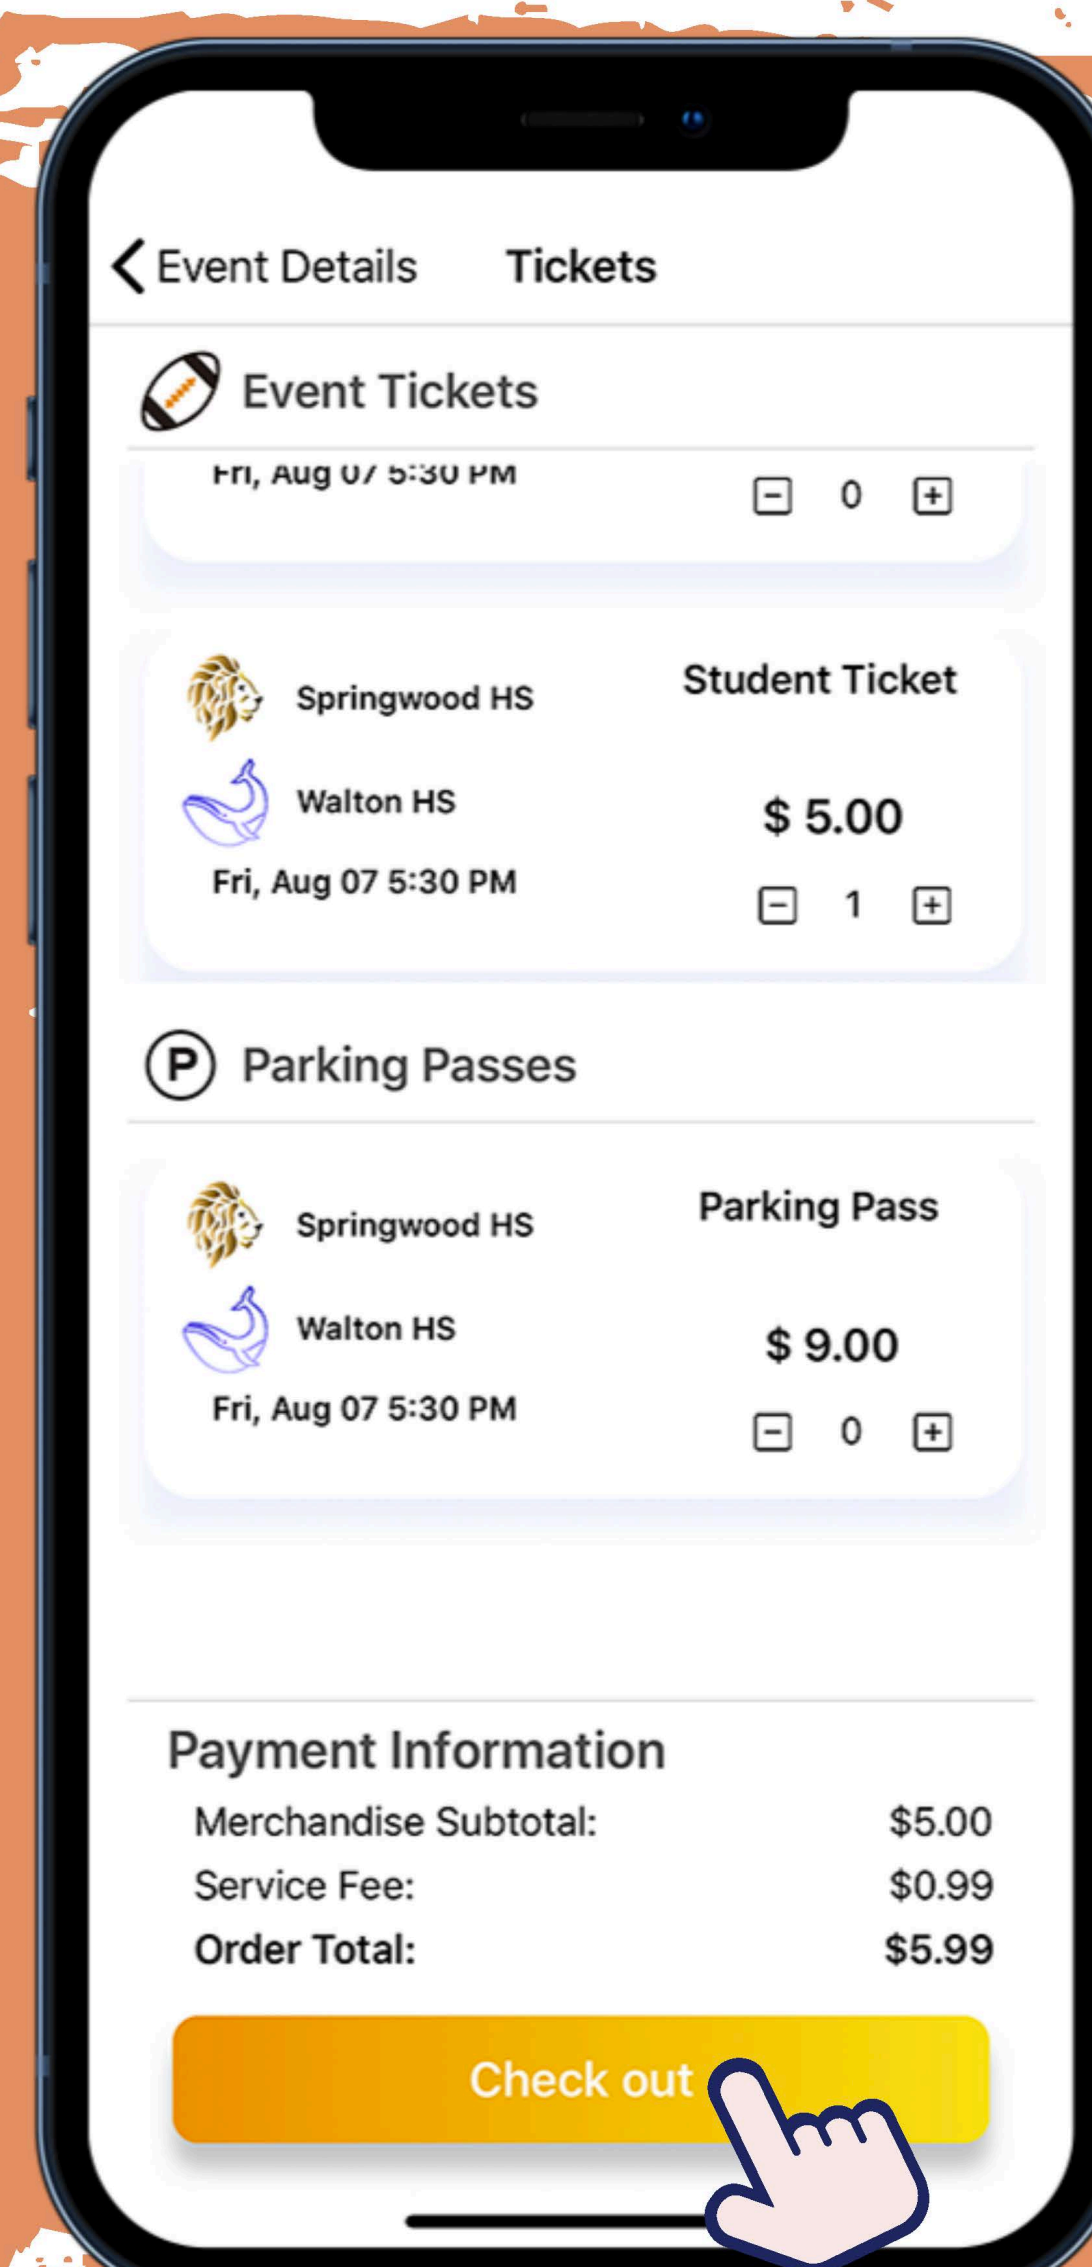 Event Details Tickets
Event Tickets
Fri, Aug 07 5:30 PM
- 0 +
Springwood HS
Student Ticket
Walton HS
$ 5.00
Fri, Aug 07 5:30 PM
- 1 +
P Parking Passes
Springwood HS
Parking Pass
Walton HS
$ 9.00
Fri, Aug 07 5:30 PM
- 0 +
Payment Information
Merchandise Subtotal: $5.00
Service Fee: $0.99
Order Total: $5.99
Check out